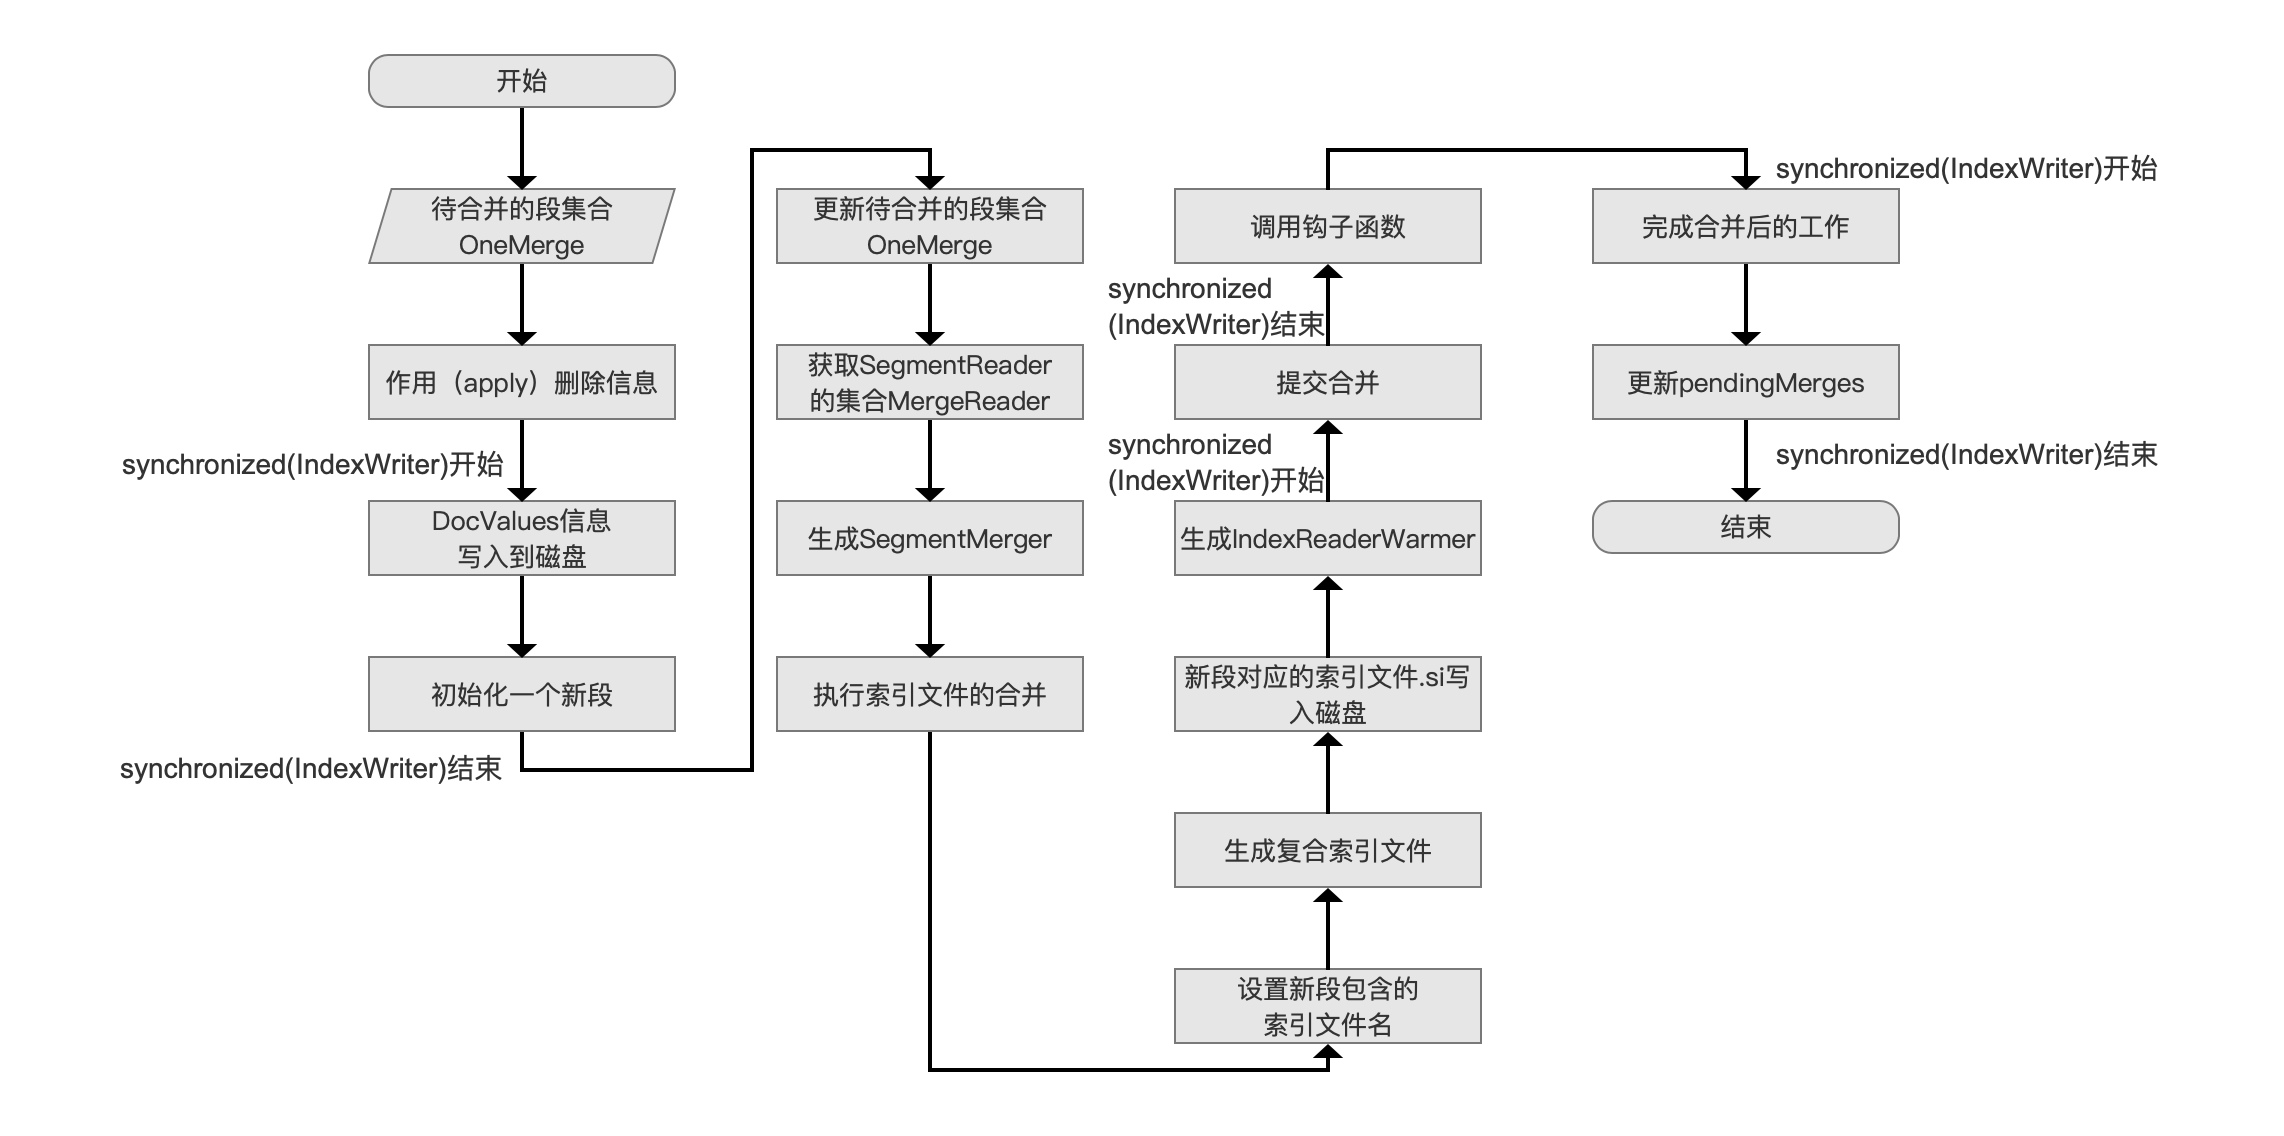 开始
待合并的段集合
OneMerge
作用（apply）删除信息
synchronized(IndexWriter)开始
DocValues信息
写入到磁盘
初始化一个新段
synchronized(IndexWriter)结束
更新待合并的段集合
OneMerge
获取SegmentReader
的集合MergeReader
生成SegmentMerger
执行索引文件的合并
设置新段包含的
索引文件名
生成复合索引文件
新段对应的索引文件.si写
入磁盘
生成IndexReaderWarmer
synchronized
(IndexWriter)开始
提交合并
synchronized
(IndexWriter)结束
调用钩子函数
synchronized(IndexWriter)开始
完成合并后的工作
更新pendingMerges
synchronized(IndexWriter)结束
结束